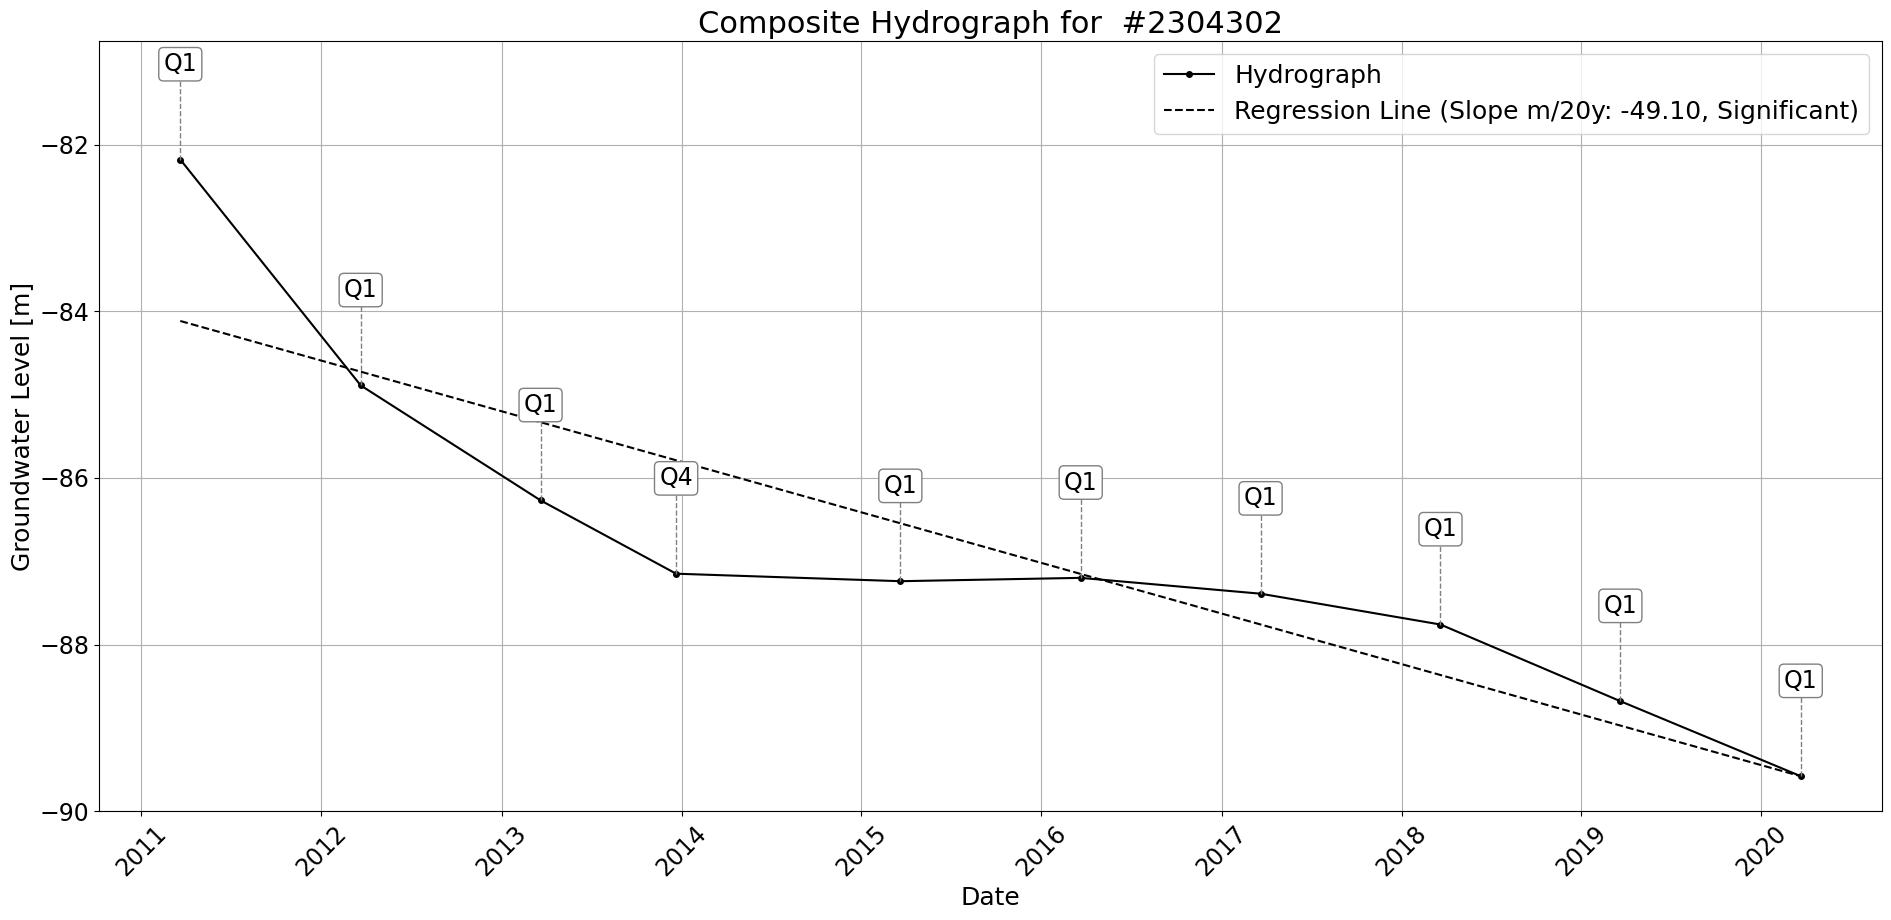 Composite Hydrograph for  #2304302
Hydrograph
Regression Line (Slope m/20y: -49.10, Significant)
Groundwater Level [m]
−82
−84
−86
−88
−90
Q1
Q1
Q1
Q4
Q1
Q1
Q1
Q1
Q1
Q1
2011
2012
2013
2014
2015
2016
2017
2018
2019
2020
Date